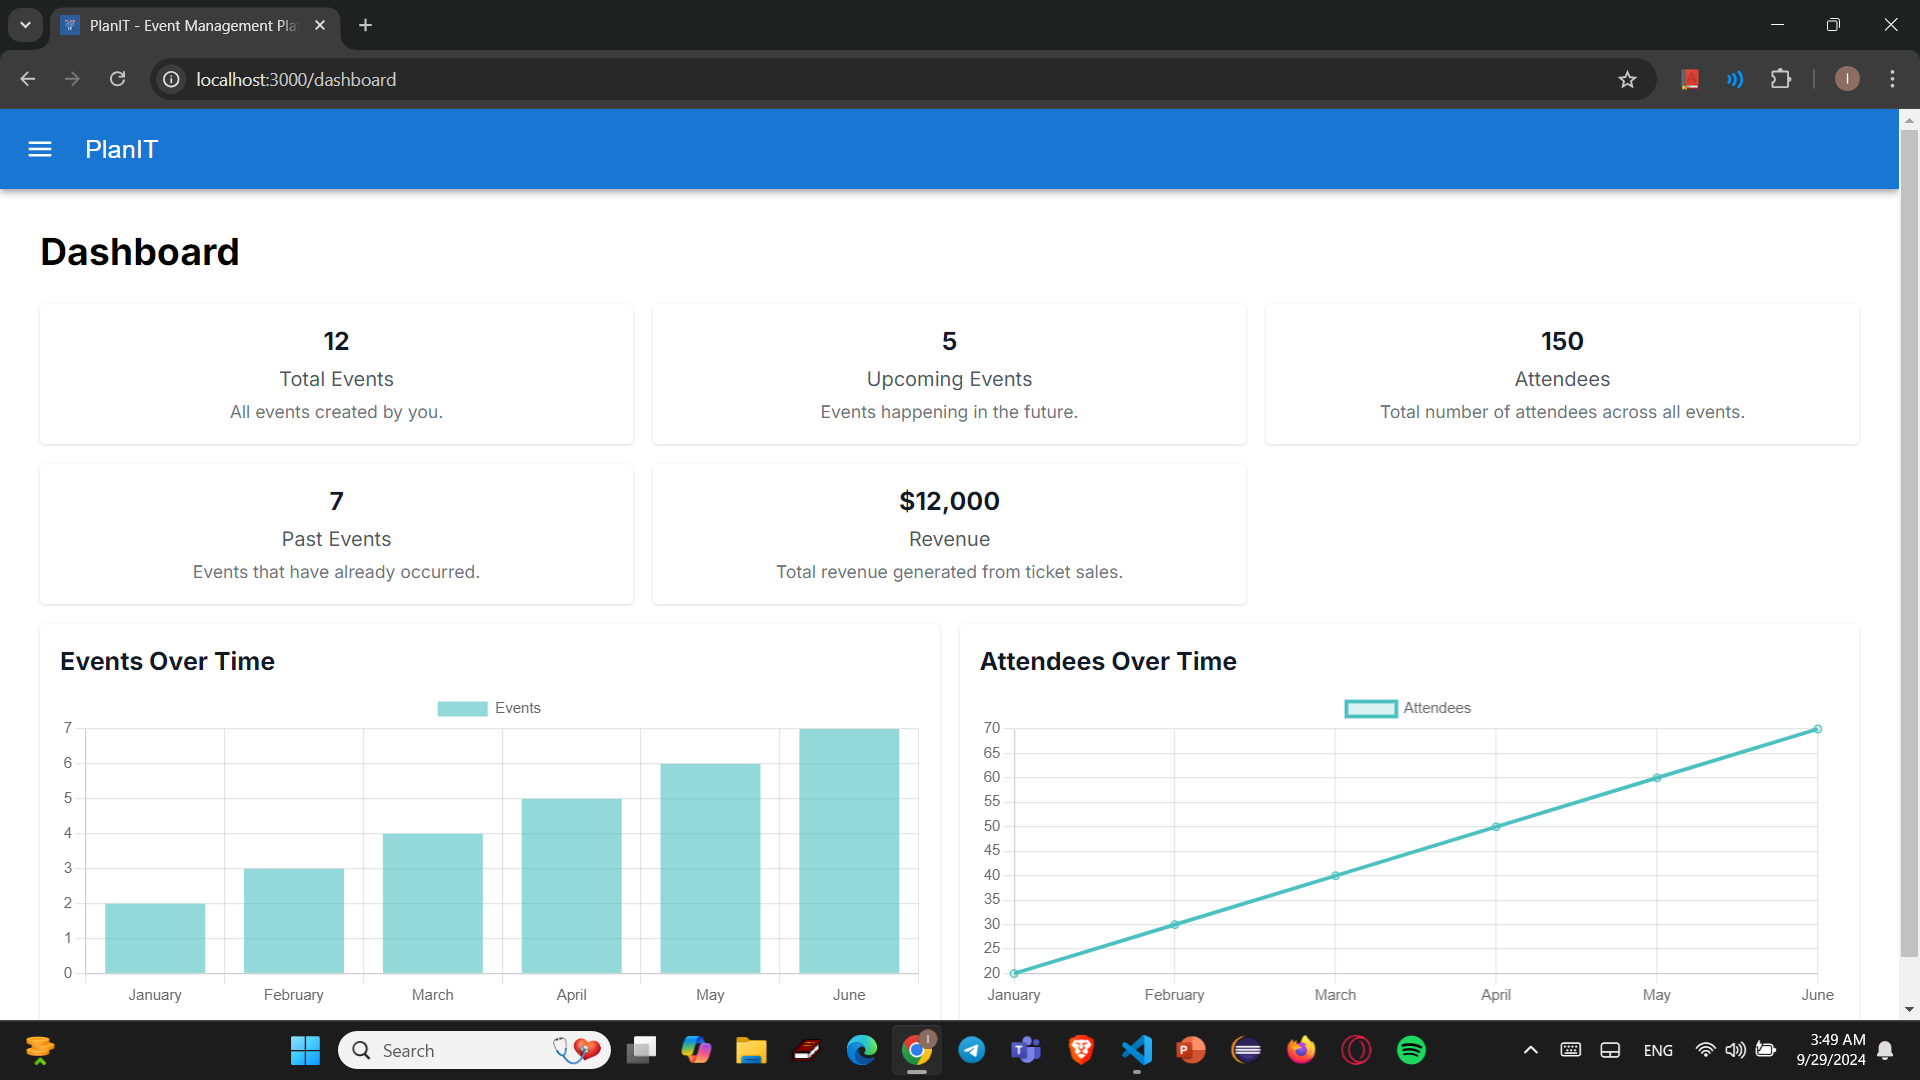 PlanIT - Event Management Pla
localhost:3000/dashboard
I
PlanIT
Dashboard
12
Total Events
All events created by you.
5
Upcoming Events
Events happening in the future.
150
Attendees
Total number of attendees across all events.
7
Past Events
Events that have already occurred.
$12,000
Revenue
Total revenue generated from ticket sales.
Events Over Time
Events
7
6
5
4
3
2
1
0
January February March April May June
Attendees Over Time
Attendees
70
65
60
55
50
45
40
35
30
25
20
January February March April May June
Search
I
ENG
3:49 AM
9/29/2024